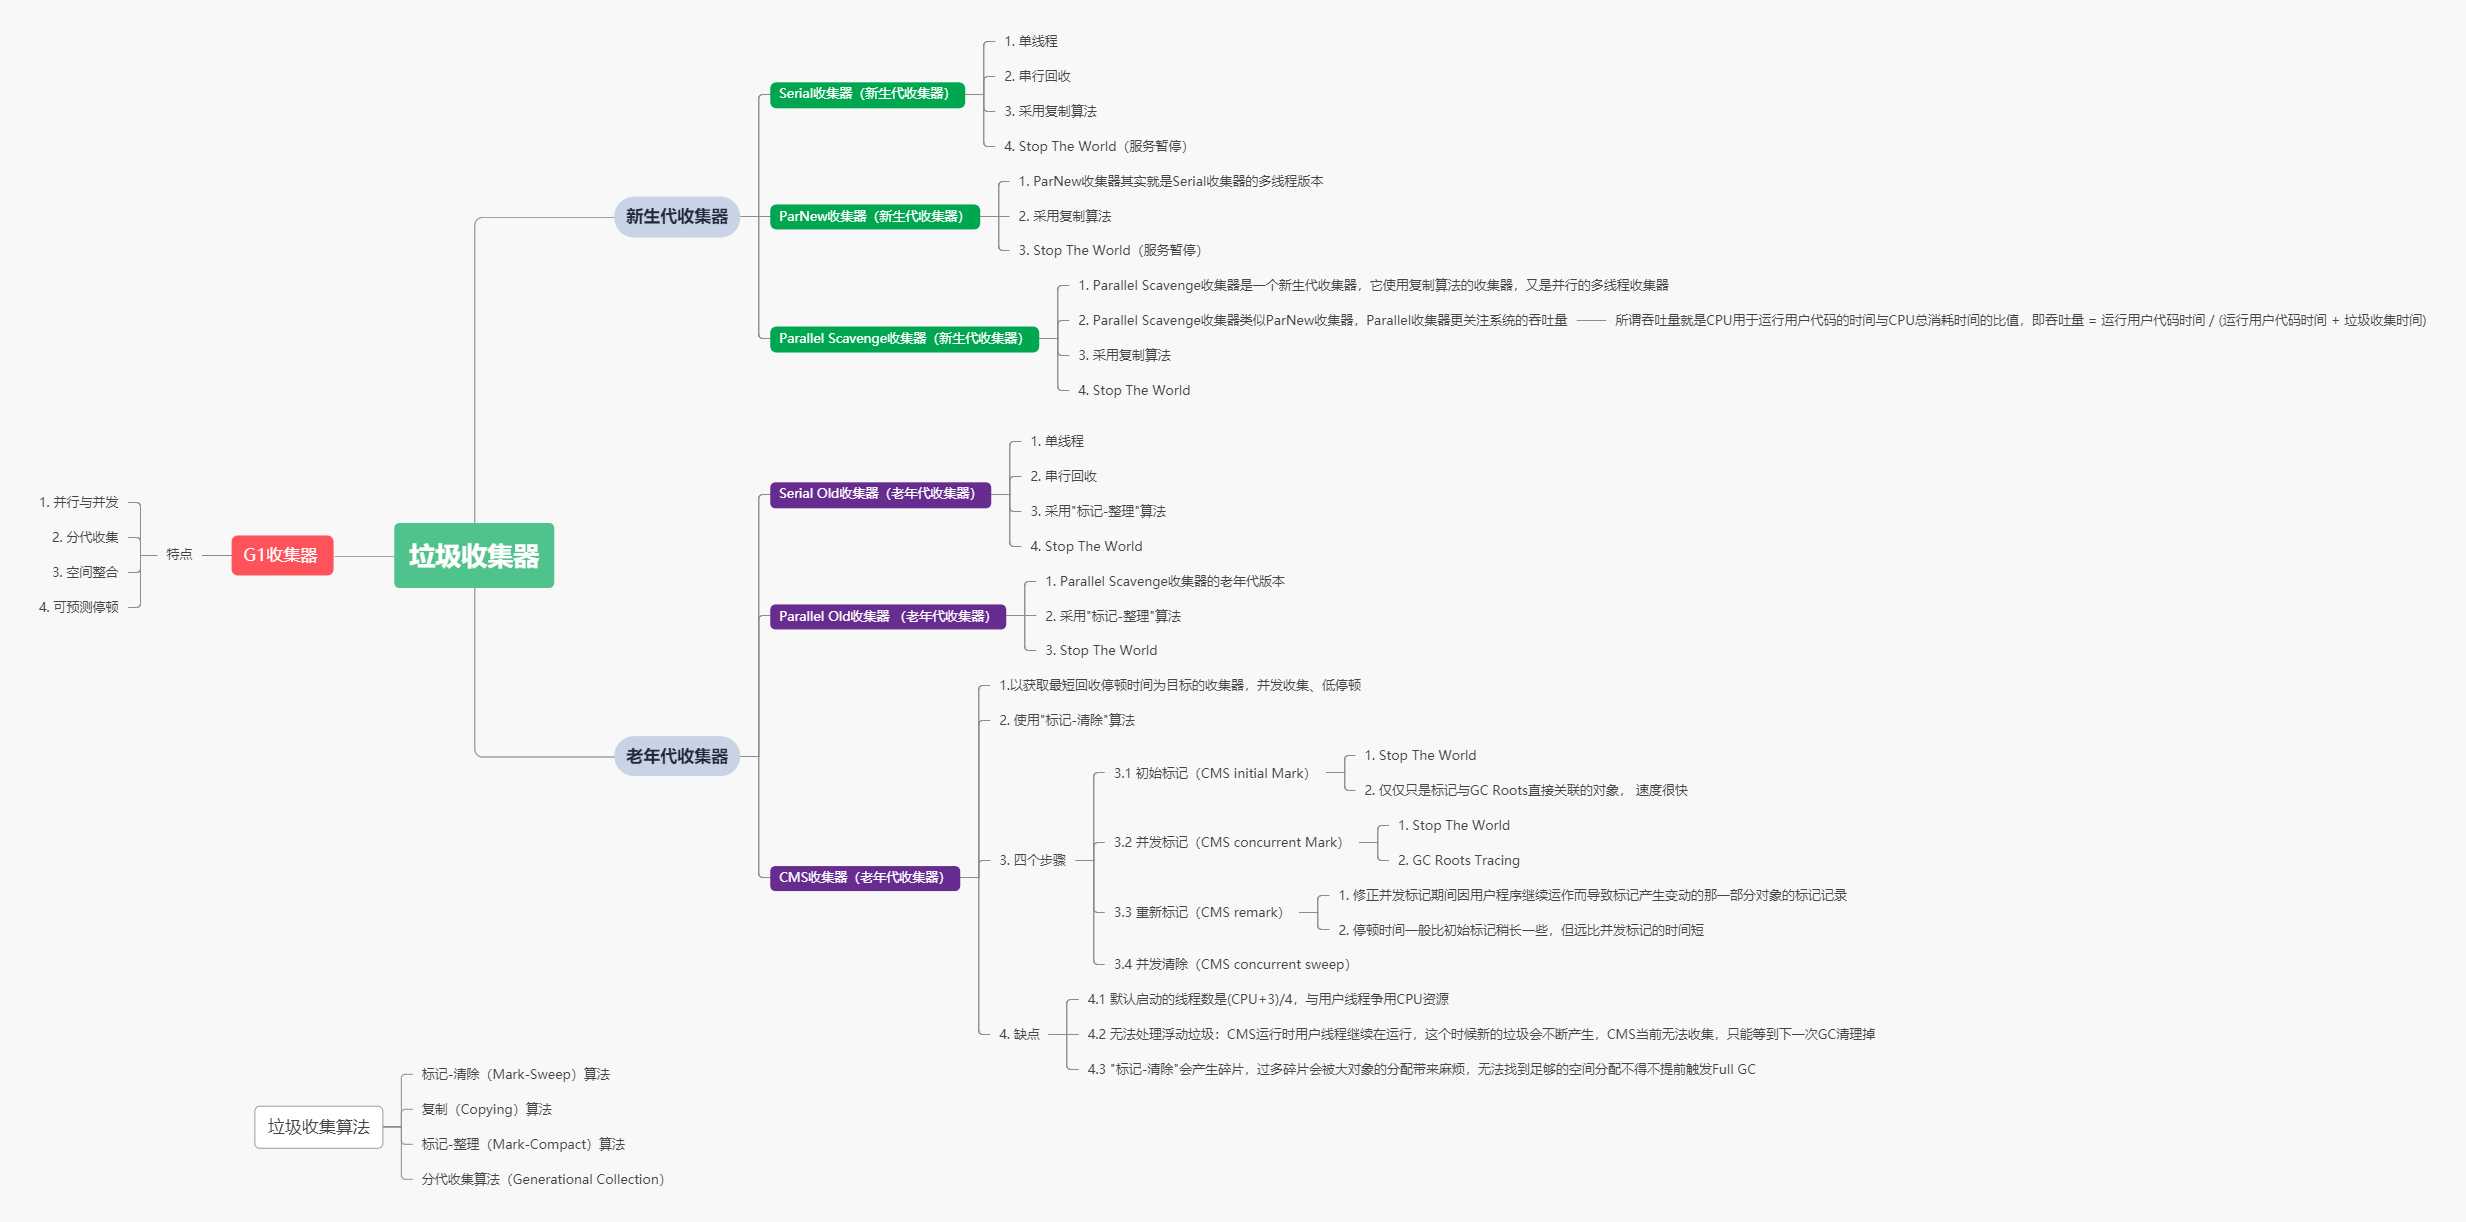 垃圾收集器
新生代收集器
Serial收集器（新生代收集器）
1. 单线程
2. 串行回收
3. 采用复制算法
4. Stop The World（服务暂停）
ParNew收集器（新生代收集器）
1. ParNew收集器其实就是Serial收集器的多线程版本
2. 采用复制算法
3. Stop The World（服务暂停）
Parallel Scavenge收集器（新生代收集器）
1. Parallel Scavenge收集器是一个新生代收集器，它使用复制算法的收集器，又是并行的多线程收集器
2. Parallel Scavenge收集器类似ParNew收集器，Parallel收集器更关注系统的吞吐量
所谓吞吐量就是CPU用于运行用户代码的时间与CPU总消耗时间的比值，即吞吐量 = 运行用户代码时间 / (运行用户代码时间 + 垃圾收集时间)
3. 采用复制算法
4. Stop The World
老年代收集器
Serial Old收集器（老年代收集器）
1. 单线程
2. 串行回收
3. 采用"标记-整理"算法
4. Stop The World
Parallel Old收集器 （老年代收集器）
1. Parallel Scavenge收集器的老年代版本
2. 采用"标记-整理"算法
3. Stop The World
CMS收集器（老年代收集器）
1.以获取最短回收停顿时间为目标的收集器，并发收集、低停顿
2. 使用"标记-清除"算法
3. 四个步骤
3.1 初始标记（CMS initial Mark）
1. Stop The World
2. 仅仅只是标记与GC Roots直接关联的对象， 速度很快
3.2 并发标记（CMS concurrent Mark）
1. Stop The World
2. GC Roots Tracing
3.3 重新标记（CMS remark）
1. 修正并发标记期间因用户程序继续运作而导致标记产生变动的那一部分对象的标记记录
2. 停顿时间一般比初始标记稍长一些，但远比并发标记的时间短
3.4 并发清除（CMS concurrent sweep）
4. 缺点
4.1 默认启动的线程数是(CPU+3)/4，与用户线程争用CPU资源
4.2 无法处理浮动垃圾：CMS运行时用户线程继续在运行，这个时候新的垃圾会不断产生，CMS当前无法收集，只能等到下一次GC清理掉
4.3 "标记-清除"会产生碎片，过多碎片会被大对象的分配带来麻烦，无法找到足够的空间分配不得不提前触发Full GC
G1收集器
特点
1. 并行与并发
2. 分代收集
3. 空间整合
4. 可预测停顿
垃圾收集算法
标记-清除（Mark-Sweep）算法
复制（Copying）算法
标记-整理（Mark-Compact）算法
分代收集算法（Generational Collection）